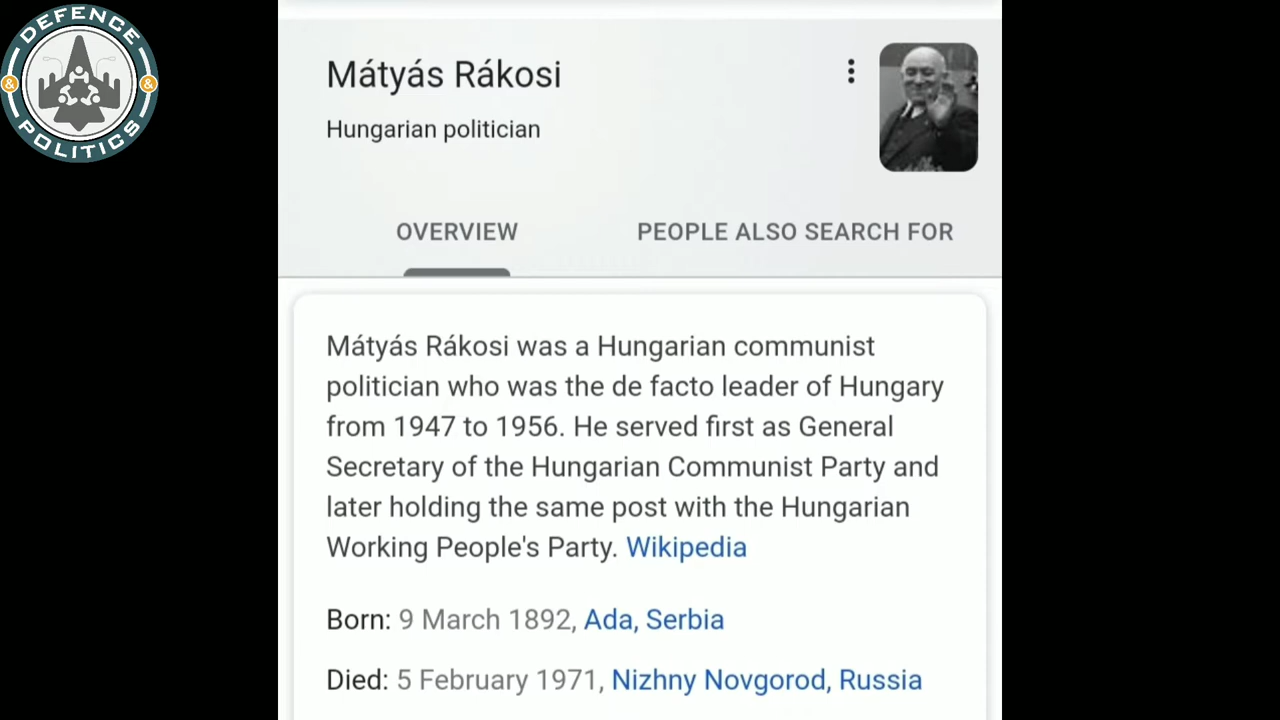 DEFENCE
& &
POLITICS
Mátyás Rákosi
Hungarian politician
OVERVIEW
PEOPLE ALSO SEARCH FOR
Mátyás Rákosi was a Hungarian communist
politician who was the de facto leader of Hungary
from 1947 to 1956. He served first as General
Secretary of the Hungarian Communist Party and
later holding the same post with the Hungarian
Working People's Party. Wikipedia
Born: 9 March 1892, Ada, Serbia
Died: 5 February 1971, Nizhny Novgorod, Russia